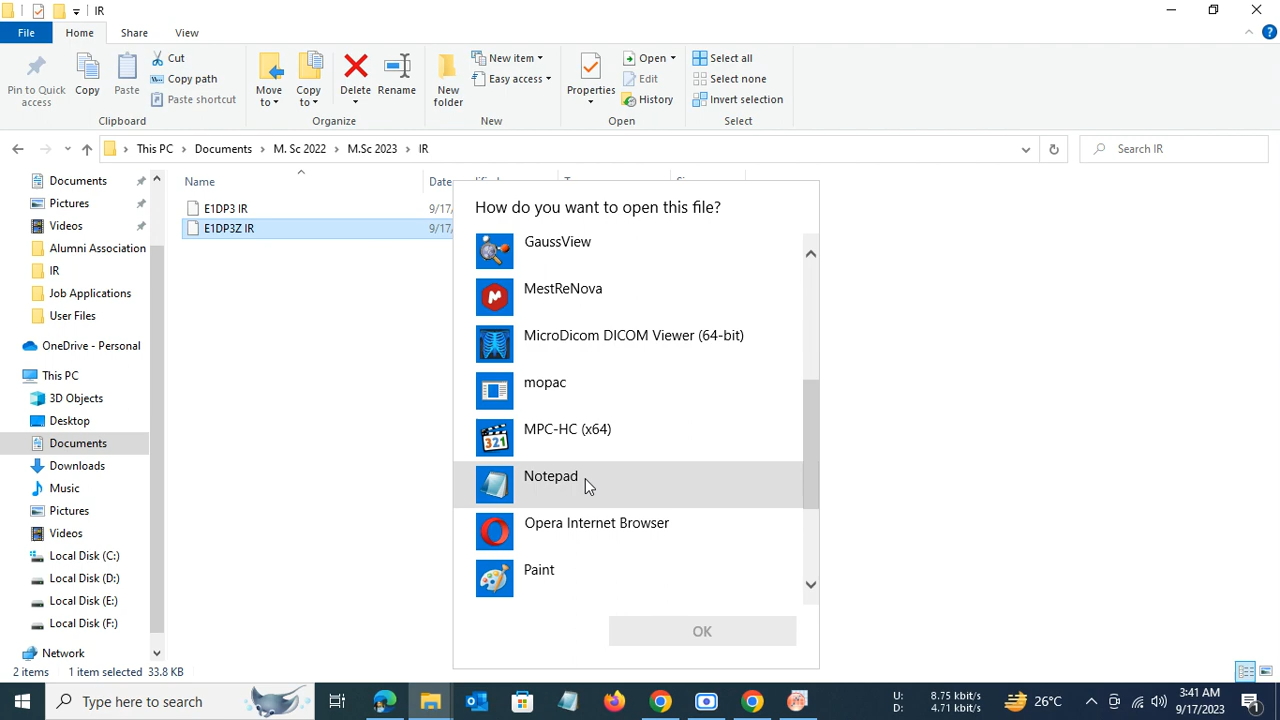 IR
File Home Share View
Pin to Quick access
Copy
Paste
Cut
Copy path
Paste shortcut
Clipboard
Move to
Copy to
Delete
Rename
Organize
New folder
New item
Easy access
New
Properties
Open
Edit
History
Open
Select all
Select none
Invert selection
Select
This PC Documents M. Sc 2022 M.Sc 2023 IR
Search IR
Documents
Pictures
Videos
Alumni Association
IR
Job Applications
User Files
OneDrive - Personal
This PC
3D Objects
Desktop
Documents
Downloads
Music
Pictures
Videos
Local Disk (C:)
Local Disk (D:)
Local Disk (E:)
Local Disk (F:)
Network
Name
E1DP3 IR 9/17/
E1DP3Z IR 9/17/
How do you want to open this file?
GaussView
MestReNova
MicroDicom DICOM Viewer (64-bit)
mopac
MPC-HC (x64)
Notepad
Opera Internet Browser
Paint
OK
2 items 1 item selected 33.8 KB
Type here to search
U: 8.75 kbit/s
D: 4.71 kbit/s
26°C
3:41 AM
9/17/2023
1